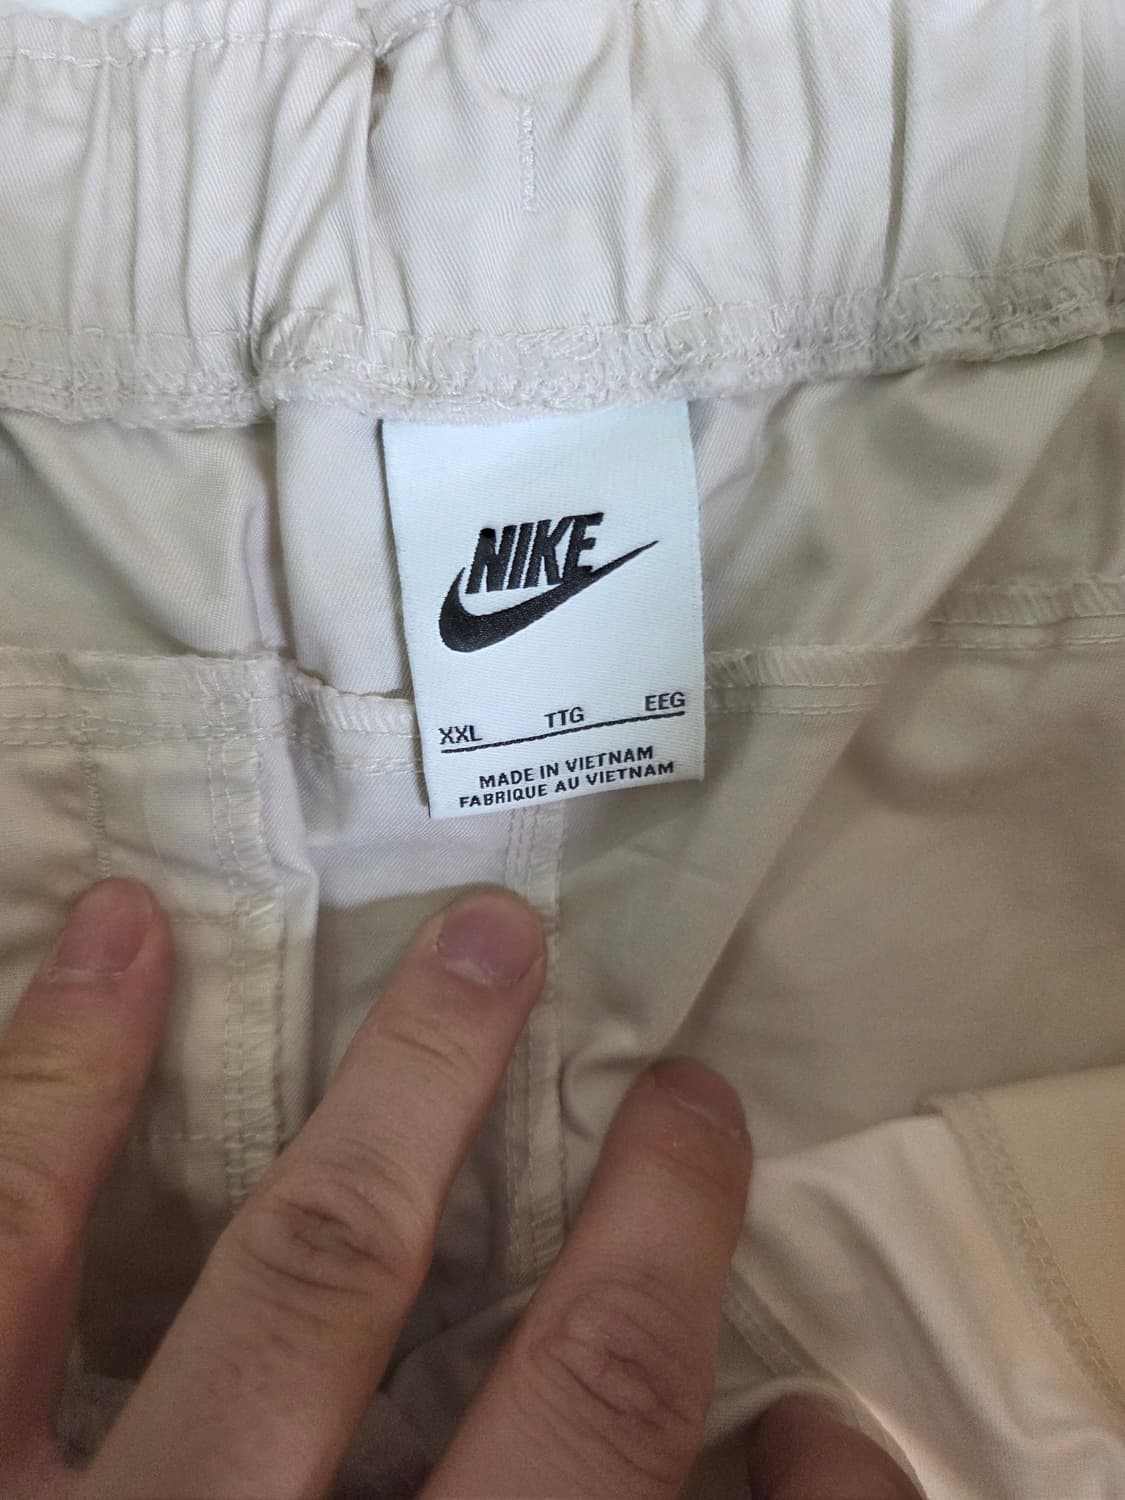 NIKE
XXL TTG EEG
MADE IN VIETNAM
FABRIQUE AU VIETNAM